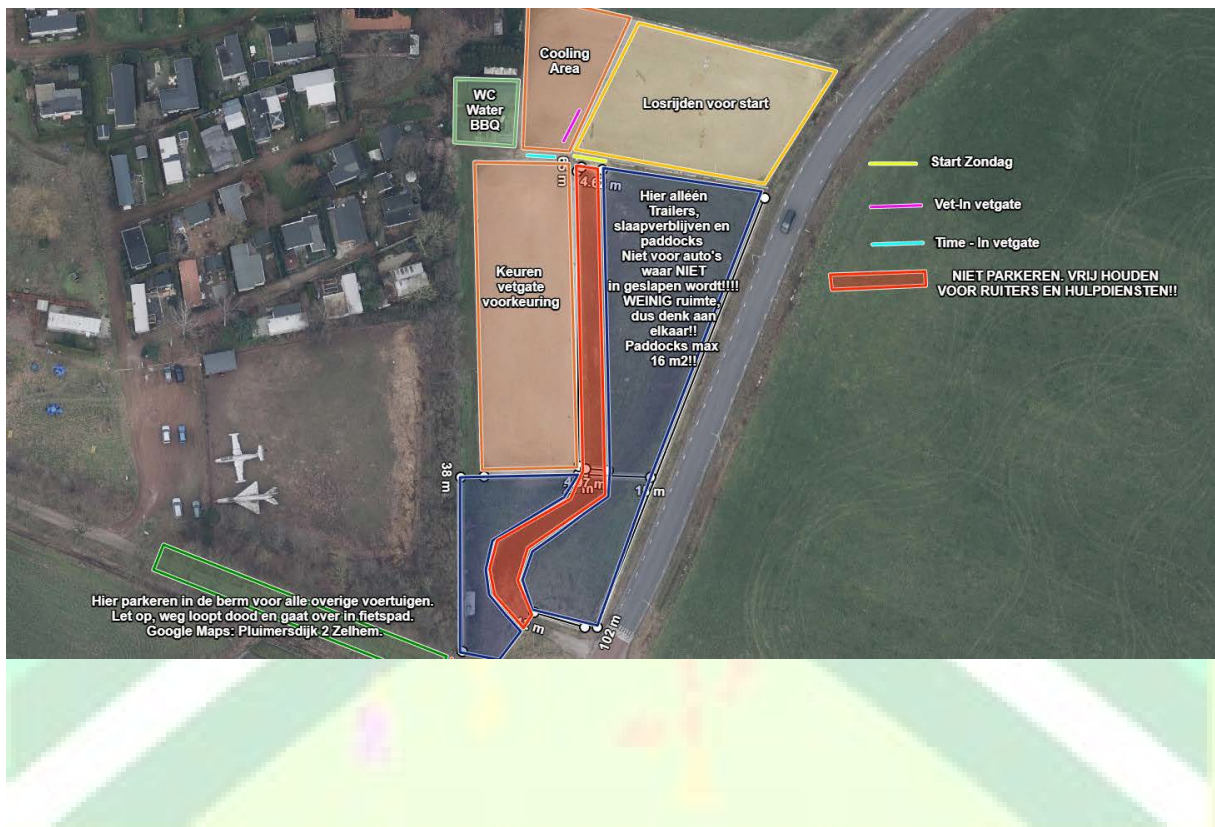 Cooling
Area
WC
Water
BBQ
Losrijden voor start
65 m
Hier alléén
Trailers,
slaapverblijven en
paddocks
Niet voor auto's
waar NIET
in geslapen wordt!!!!
WEINIG ruimte,
dus denk aan
elkaar!!
Paddocks max
16 m2!!
Keuren
vetgate
voorkeuring
Start Zondag
Vet-In vetgate
Time - In vetgate
NIET PARKEREN. VRIJ HOUDEN
VOOR RUITERS EN HULPDIENSTEN!!
38 m
Hier parkeren in de berm voor alle overige voertuigen.
Let op, weg loopt dood en gaat over in fietspad.
Google Maps: Pluimersdijk 2 Zelhem.
102 m